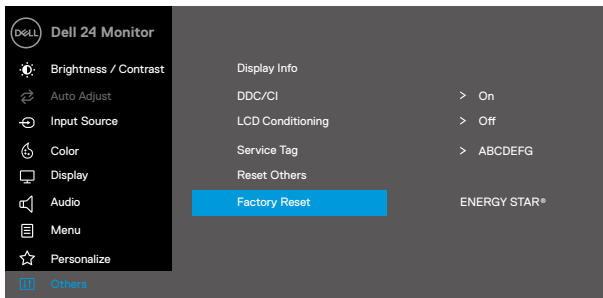 DELL Dell 24 Monitor
Brightness / Contrast
Auto Adjust
Input Source
Color
Display
Audio
Menu
Personalize
Others
Display Info
DDC/CI > On
LCD Conditioning > Off
Service Tag > ABCDEFG
Reset Others
Factory Reset ENERGY STAR®